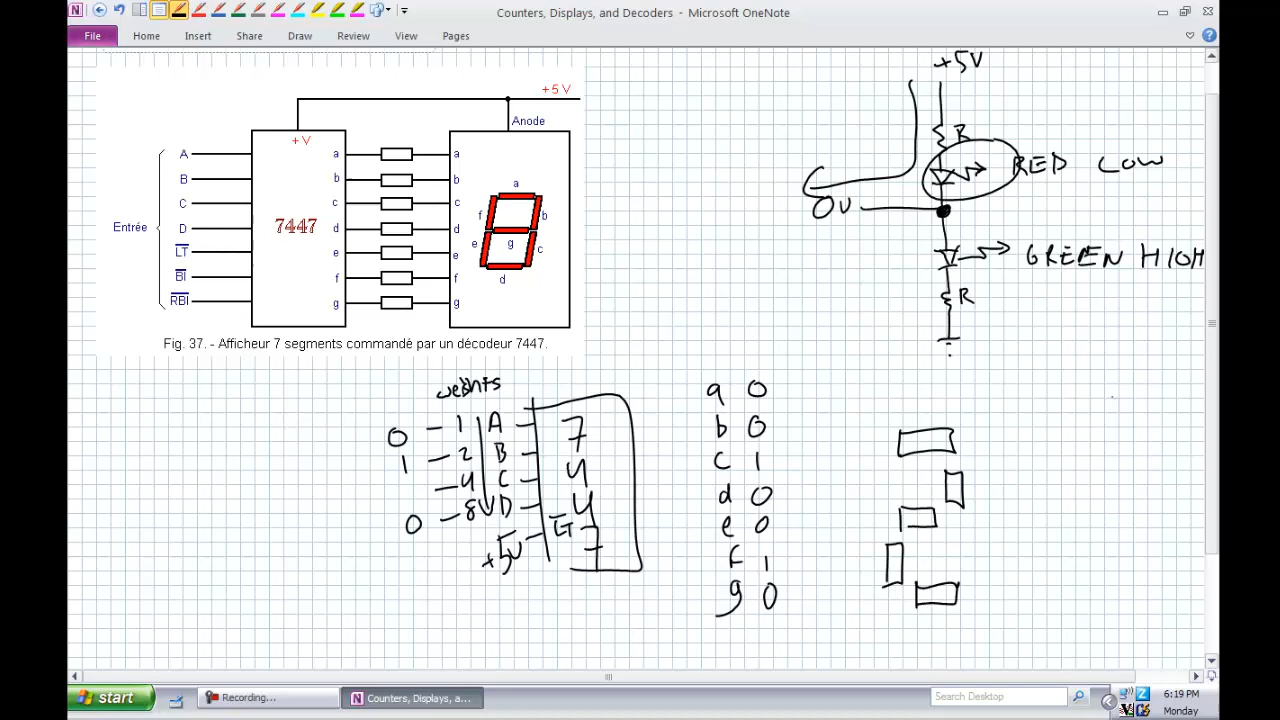 Counters, Displays, and Decoders - Microsoft OneNote
File Home Insert Share Draw Review View Pages
+5 V
Anode
+V
A
B
C
D
LT
BI
RBI
Entrée
7447
a a
b b
c c
d d
e e
f f
g g
a
f b
g
e c
d
Fig. 37. - Afficheur 7 segments commandé par un décodeur 7447.
+5V
R
RED LOW
0V
GREEN HIGH
R
weights
0 1 A 7
1 2 B
4 C 4
0 8 D 4
+5V LT 7
a 0
b 0
c 1
d 0
e 0
f 1
g 0
start
Recording...
Counters, Displays, a...
Search Desktop
6:19 PM
Monday